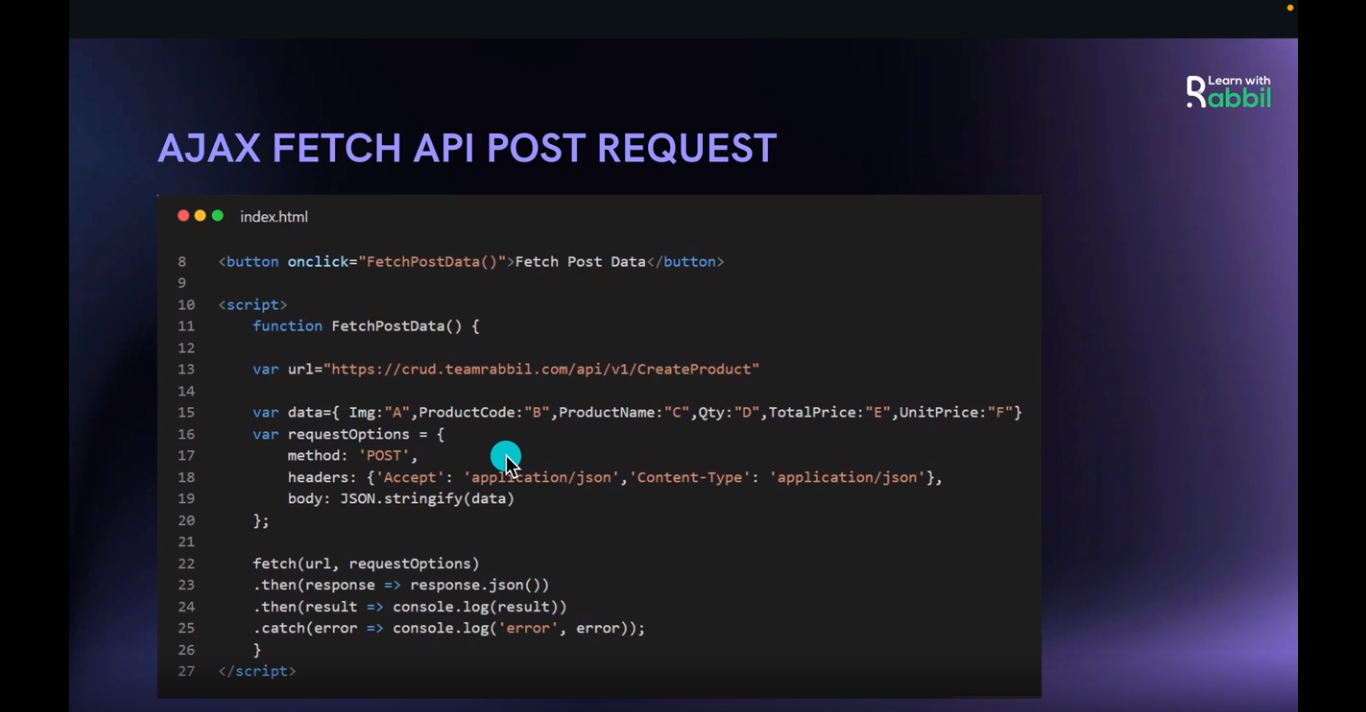 Learn with
Rabbil
AJAX FETCH API POST REQUEST
index.html
8 <button onclick="FetchPostData()">Fetch Post Data</button>
9
10 <script>
11 function FetchPostData() {
12
13 var url="https://crud.teamrabbil.com/api/v1/CreateProduct"
14
15 var data={ Img:"A",ProductCode:"B",ProductName:"C",Qty:"D",TotalPrice:"E",UnitPrice:"F"}
16 var requestOptions = {
17 method: 'POST',
18 headers: {'Accept': 'application/json','Content-Type': 'application/json'},
19 body: JSON.stringify(data)
20 };
21
22 fetch(url, requestOptions)
23 .then(response => response.json())
24 .then(result => console.log(result))
25 .catch(error => console.log('error', error));
26 }
27 </script>